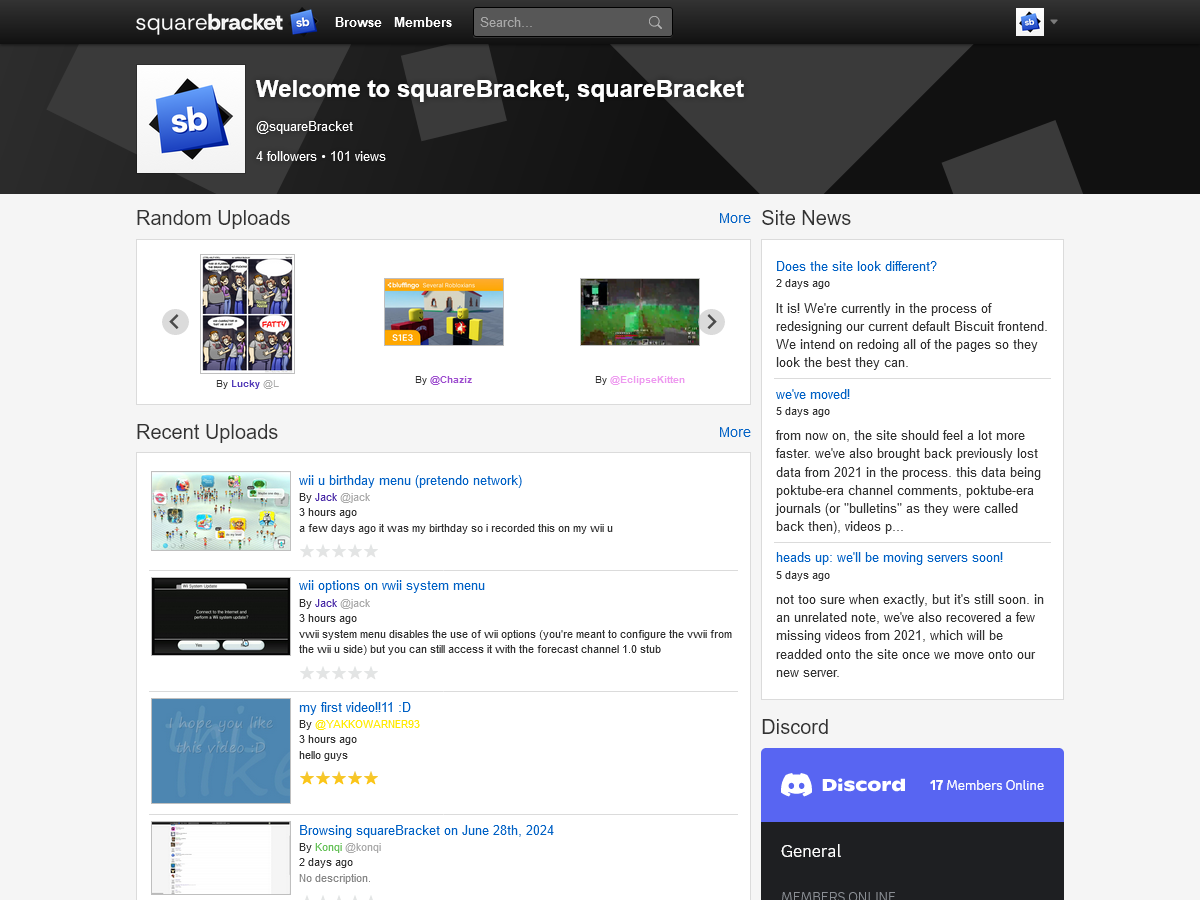 squarebracket sb Browse Members Search...
sb
Welcome to squareBracket, squareBracket
@squareBracket
4 followers • 101 views
Random Uploads More
FATTY
bluffingo Several Robloxians
S1E3
By Lucky @L
By @Chaziz
By @EclipseKitten
Recent Uploads More
wii u birthday menu (pretendo network)
By Jack @jack
3 hours ago
a few days ago it was my birthday so i recorded this on my wii u
Wii System Update
Connect to the Internet and
perform a Wii system update?
Yes
wii options on vwii system menu
By Jack @jack
3 hours ago
vwii system menu disables the use of wii options (you're meant to configure the vwii from
the wii u side) but you can still access it with the forecast channel 1.0 stub
I hope you like
this video :D
this
like
my first video!!11 :D
By @YAKKOWARNER93
3 hours ago
hello guys
Browsing squareBracket on June 28th, 2024
By Konqi @konqi
2 days ago
No description.
Site News
Does the site look different?
2 days ago
It is! We're currently in the process of
redesigning our current default Biscuit frontend.
We intend on redoing all of the pages so they
look the best they can.
we've moved!
5 days ago
from now on, the site should feel a lot more
faster. we've also brought back previously lost
data from 2021 in the process. this data being
poktube-era channel comments, poktube-era
journals (or "bulletins" as they were called
back then), videos p...
heads up: we'll be moving servers soon!
5 days ago
not too sure when exactly, but it's still soon. in
an unrelated note, we've also recovered a few
missing videos from 2021, which will be
readded onto the site once we move onto our
new server.
Discord
Discord 17 Members Online
General
MEMBERS ONLINE